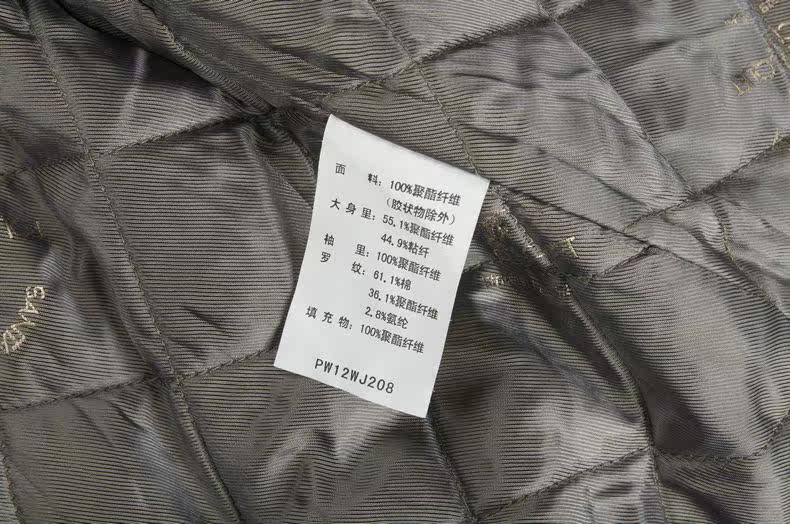 面 料：100%聚酯纤维
（胶状物除外）
大身里：55.1%聚酯纤维
44.9%粘纤
袖 里：100%聚酯纤维
罗 纹：61.1%棉
36.1%聚酯纤维
2.8%氨纶
填充物：100%聚酯纤维
PW12WJ208